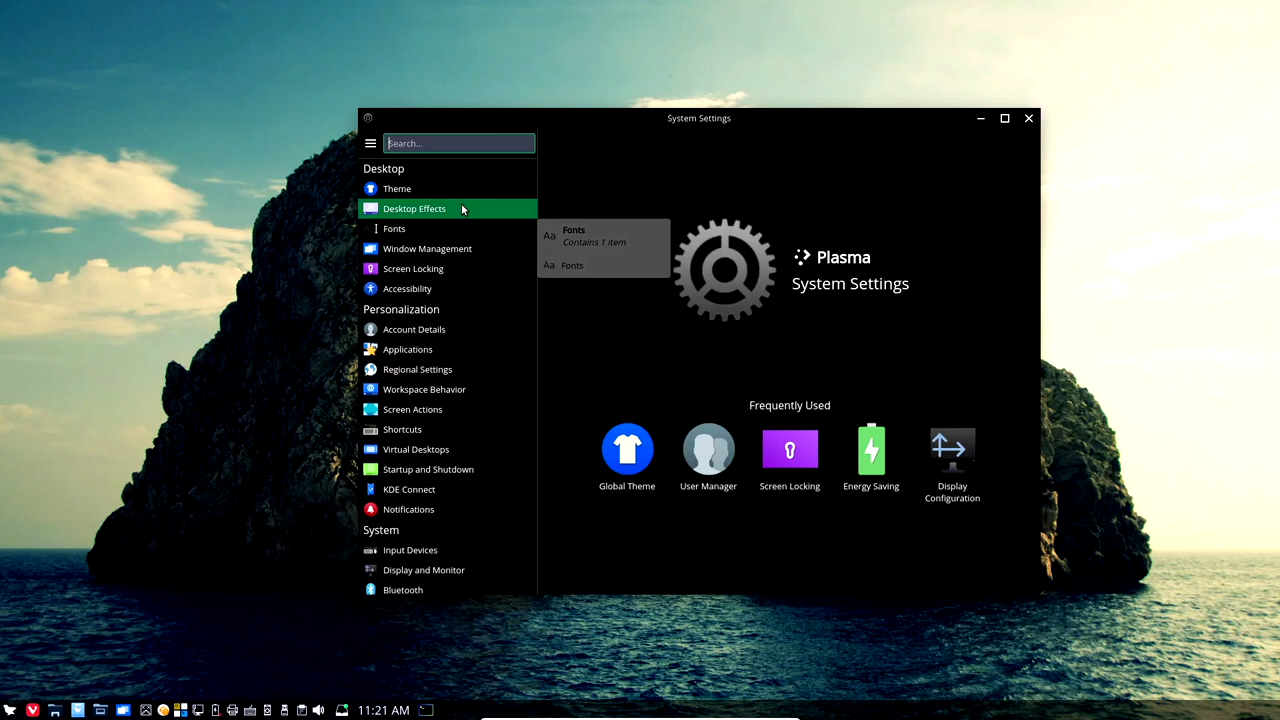 System Settings
Search...
Desktop
Theme
Desktop Effects
Fonts
Window Management
Screen Locking
Accessibility
Personalization
Account Details
Applications
Regional Settings
Workspace Behavior
Screen Actions
Shortcuts
Virtual Desktops
Startup and Shutdown
KDE Connect
Notifications
System
Input Devices
Display and Monitor
Bluetooth
Aa Fonts
Contains 1 item
Aa Fonts
Plasma
System Settings
Frequently Used
Global Theme
User Manager
Screen Locking
Energy Saving
Display
Configuration
11:21 AM